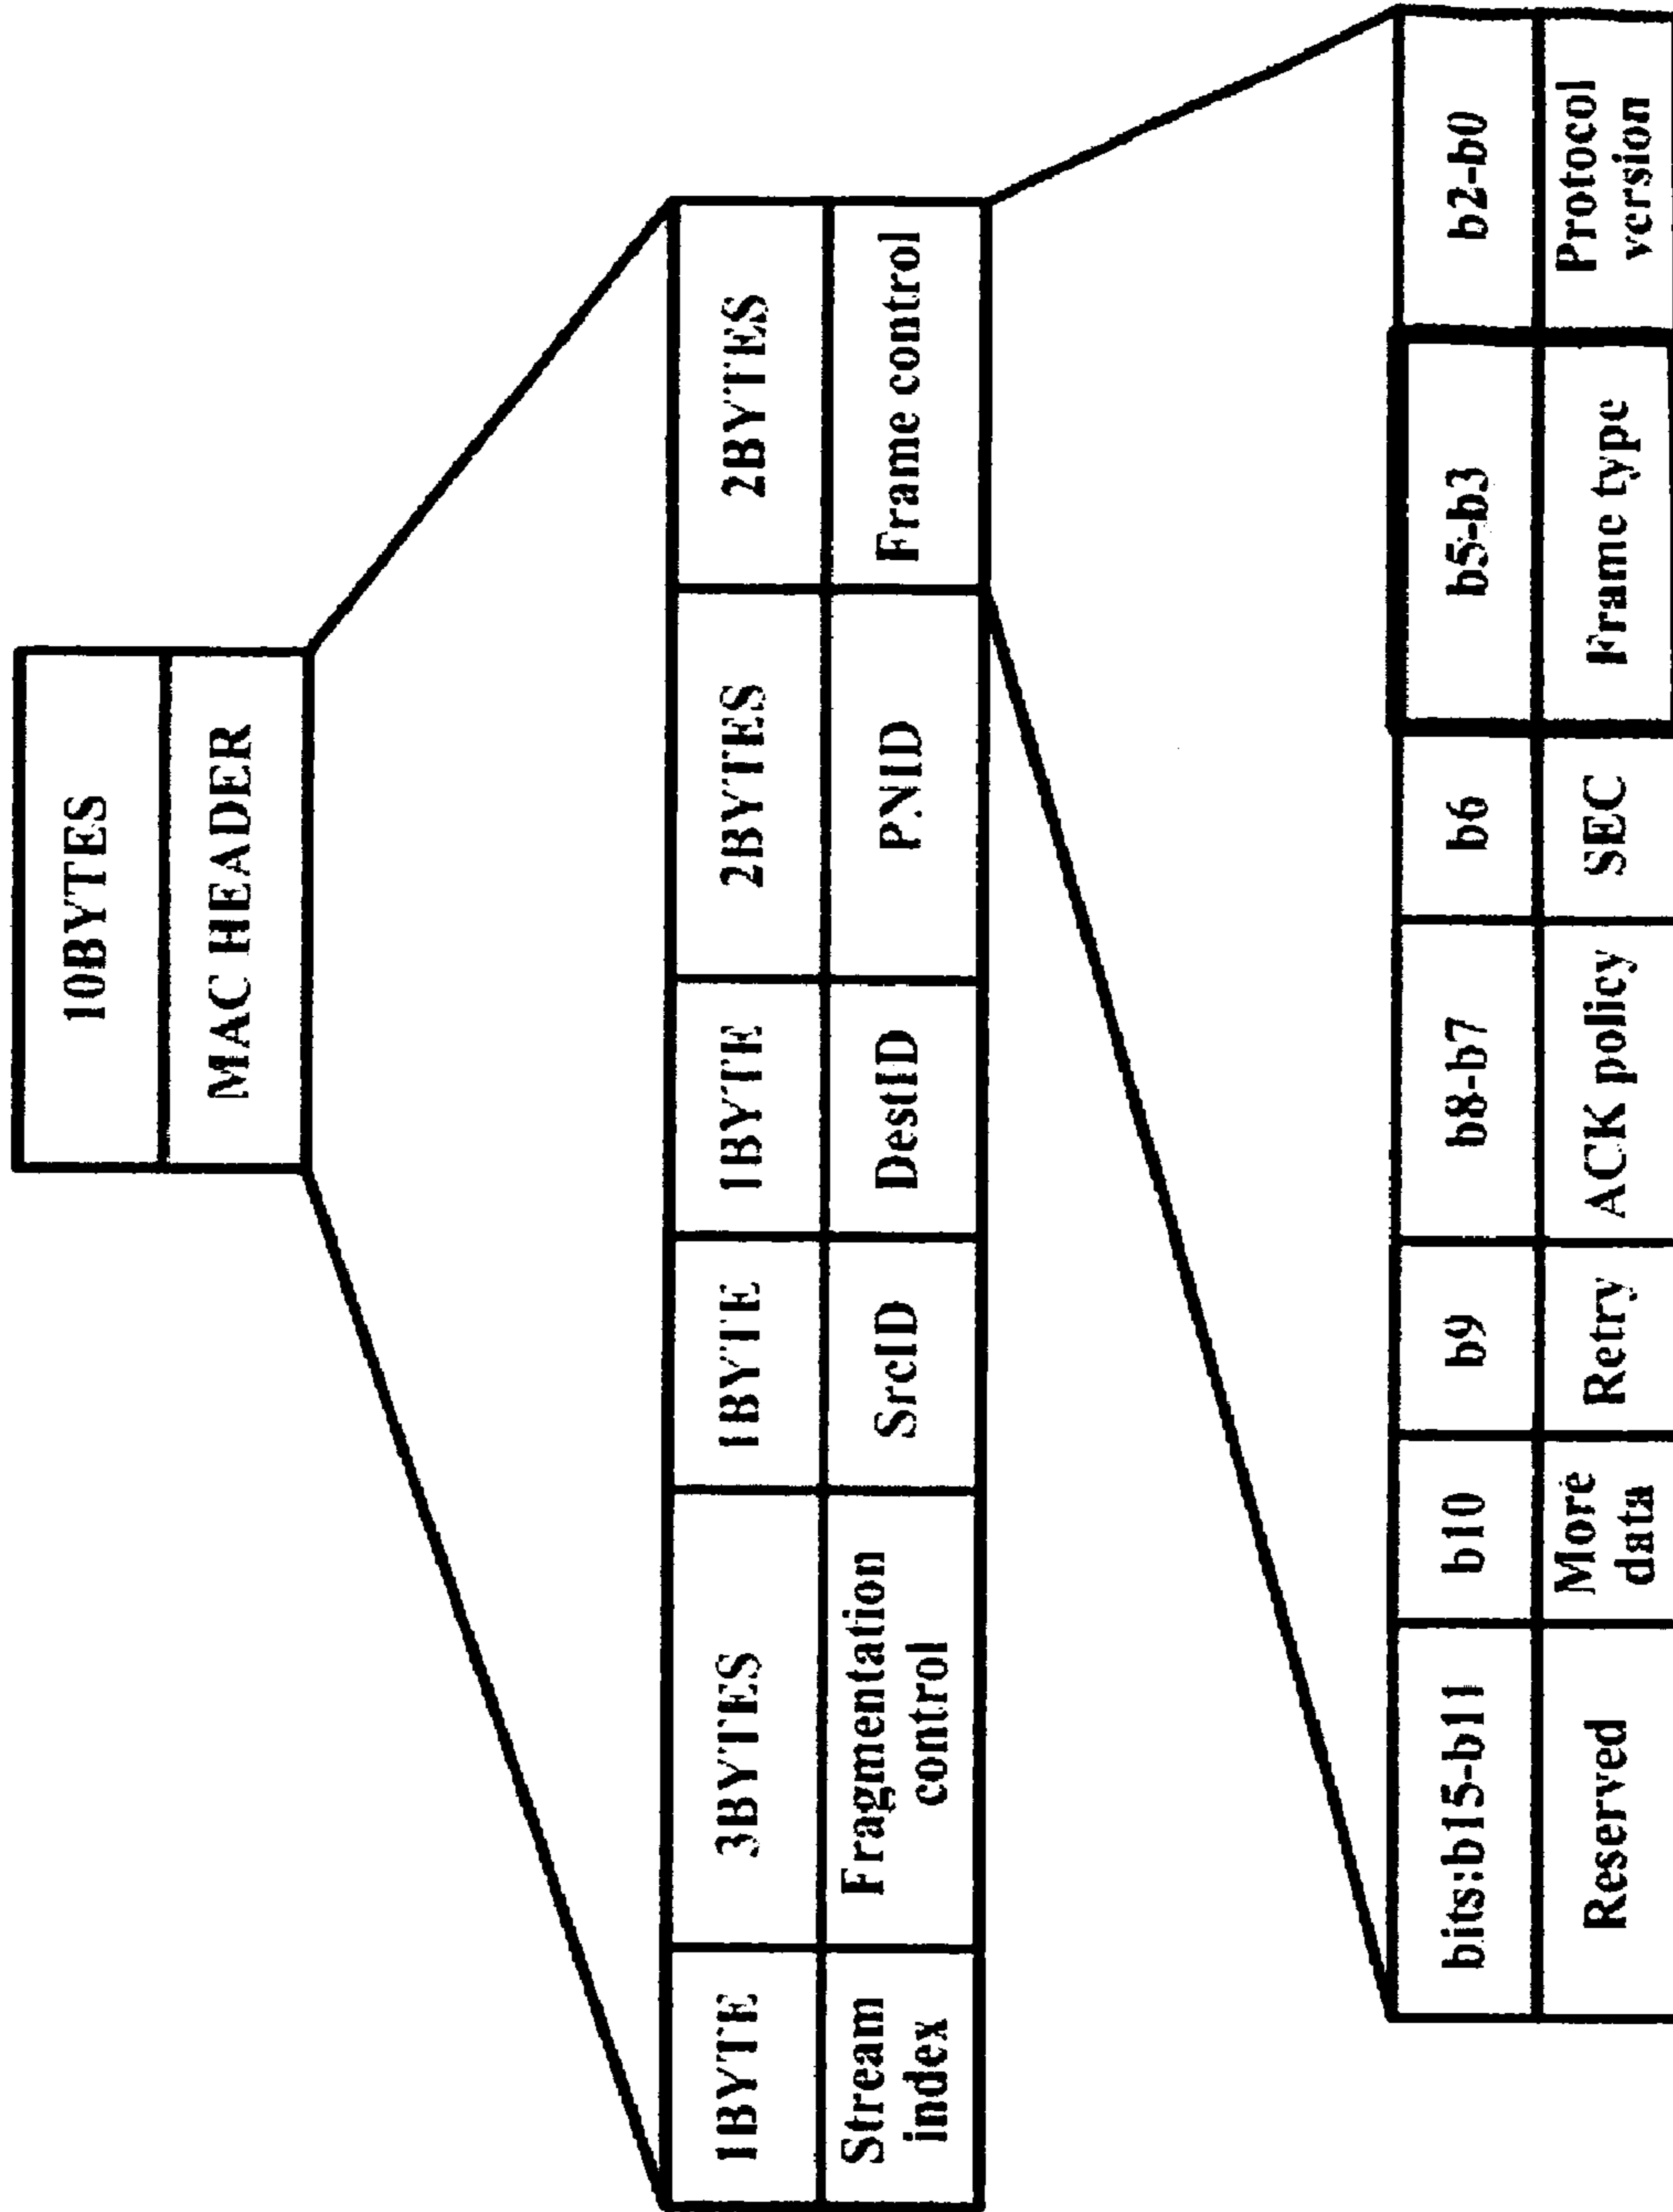 10BYTES
MAC HEADER
1BYTE 3BYTES 1BYTE 1BYTE 2BYTES 2BYTES
Stream Fragmentation SrcID DestID PNID Frame control
index control
bits:b15-b11 b10 b9 b8-b7 b6 b5-b3 b2-b0
Reserved More Retry ACK policy SEC Frame type Protocol
data version